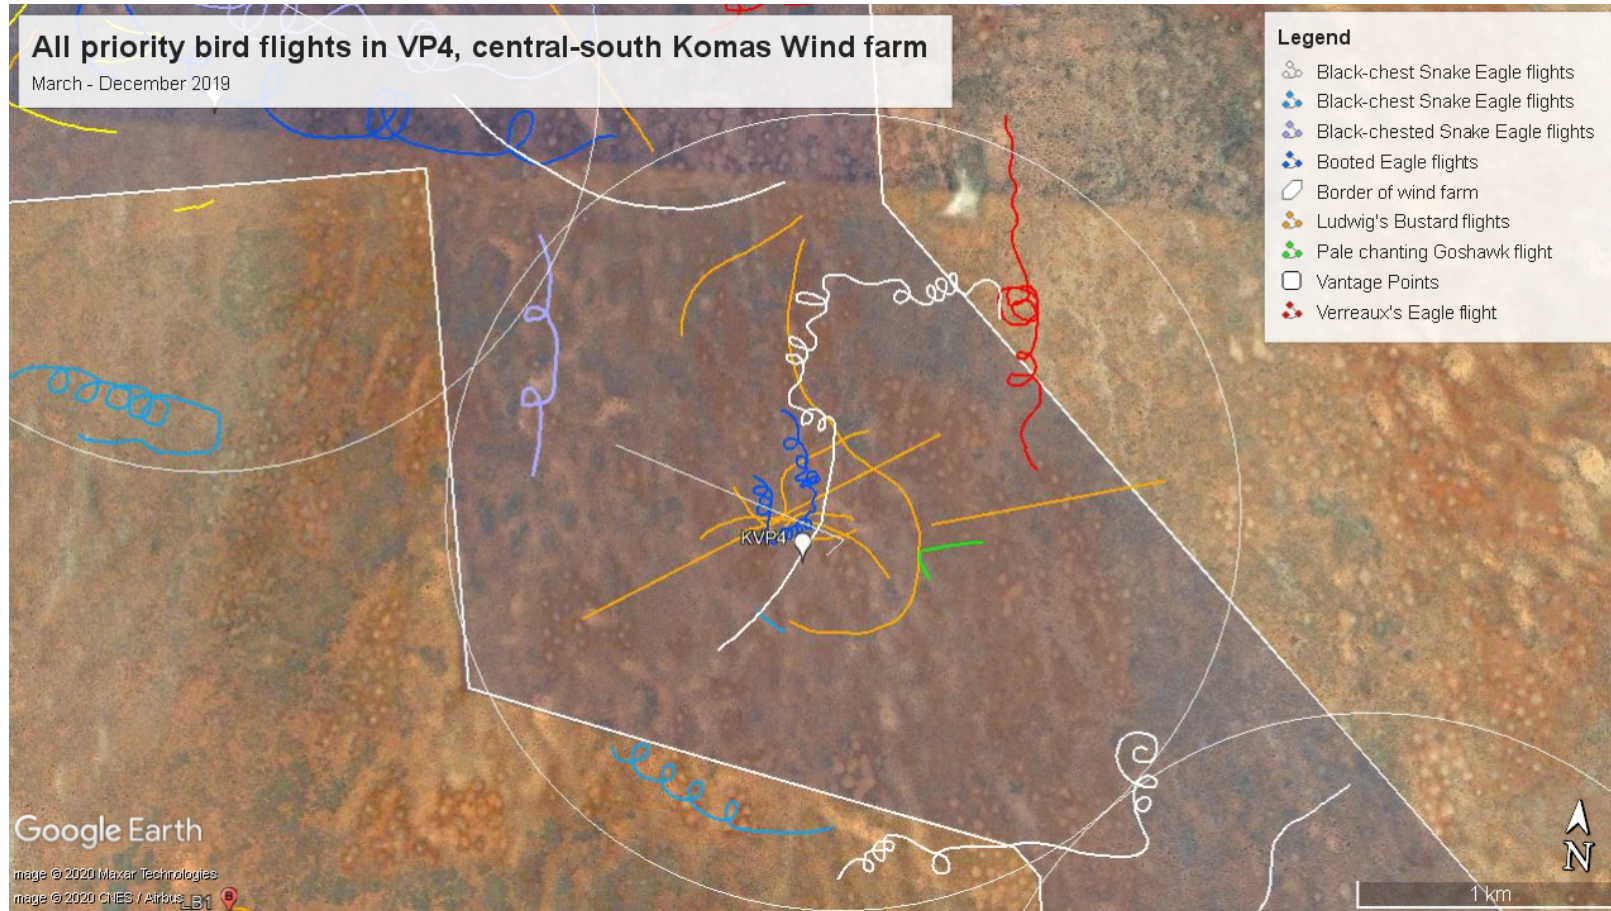 All priority bird flights in VP4, central-south Komas Wind farm
March - December 2019
Legend
Black-chest Snake Eagle flights
Black-chest Snake Eagle flights
Black-chested Snake Eagle flights
Booted Eagle flights
Border of wind farm
Ludwig's Bustard flights
Pale chanting Goshawk flight
Vantage Points
Verreaux's Eagle flight
KVP4
Google Earth
mage © 2020 Maxar Technologies
mage © 2020 CNES / Airbus
LB1
B
N
1 km